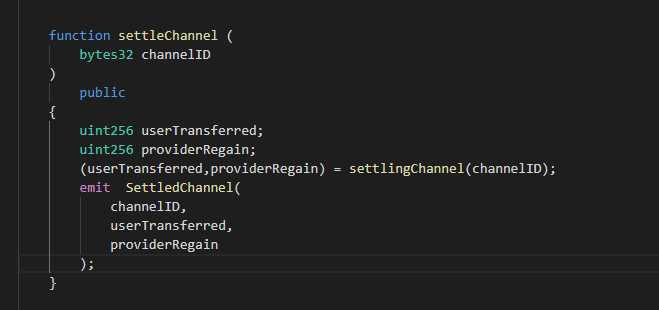 function settleChannel (
    bytes32 channelID
)
    public
{
    uint256 userTransferred;
    uint256 providerRegain;
    (userTransferred,providerRegain) = settlingChannel(channelID);
    emit  SettledChannel(
        channelID,
        userTransferred,
        providerRegain
    );
}